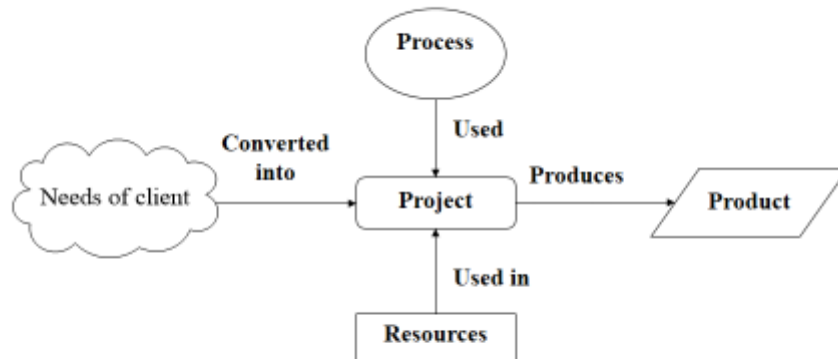 Process
Used
Converted
into
Needs of client
Project
Produces
Product
Used in
Resources